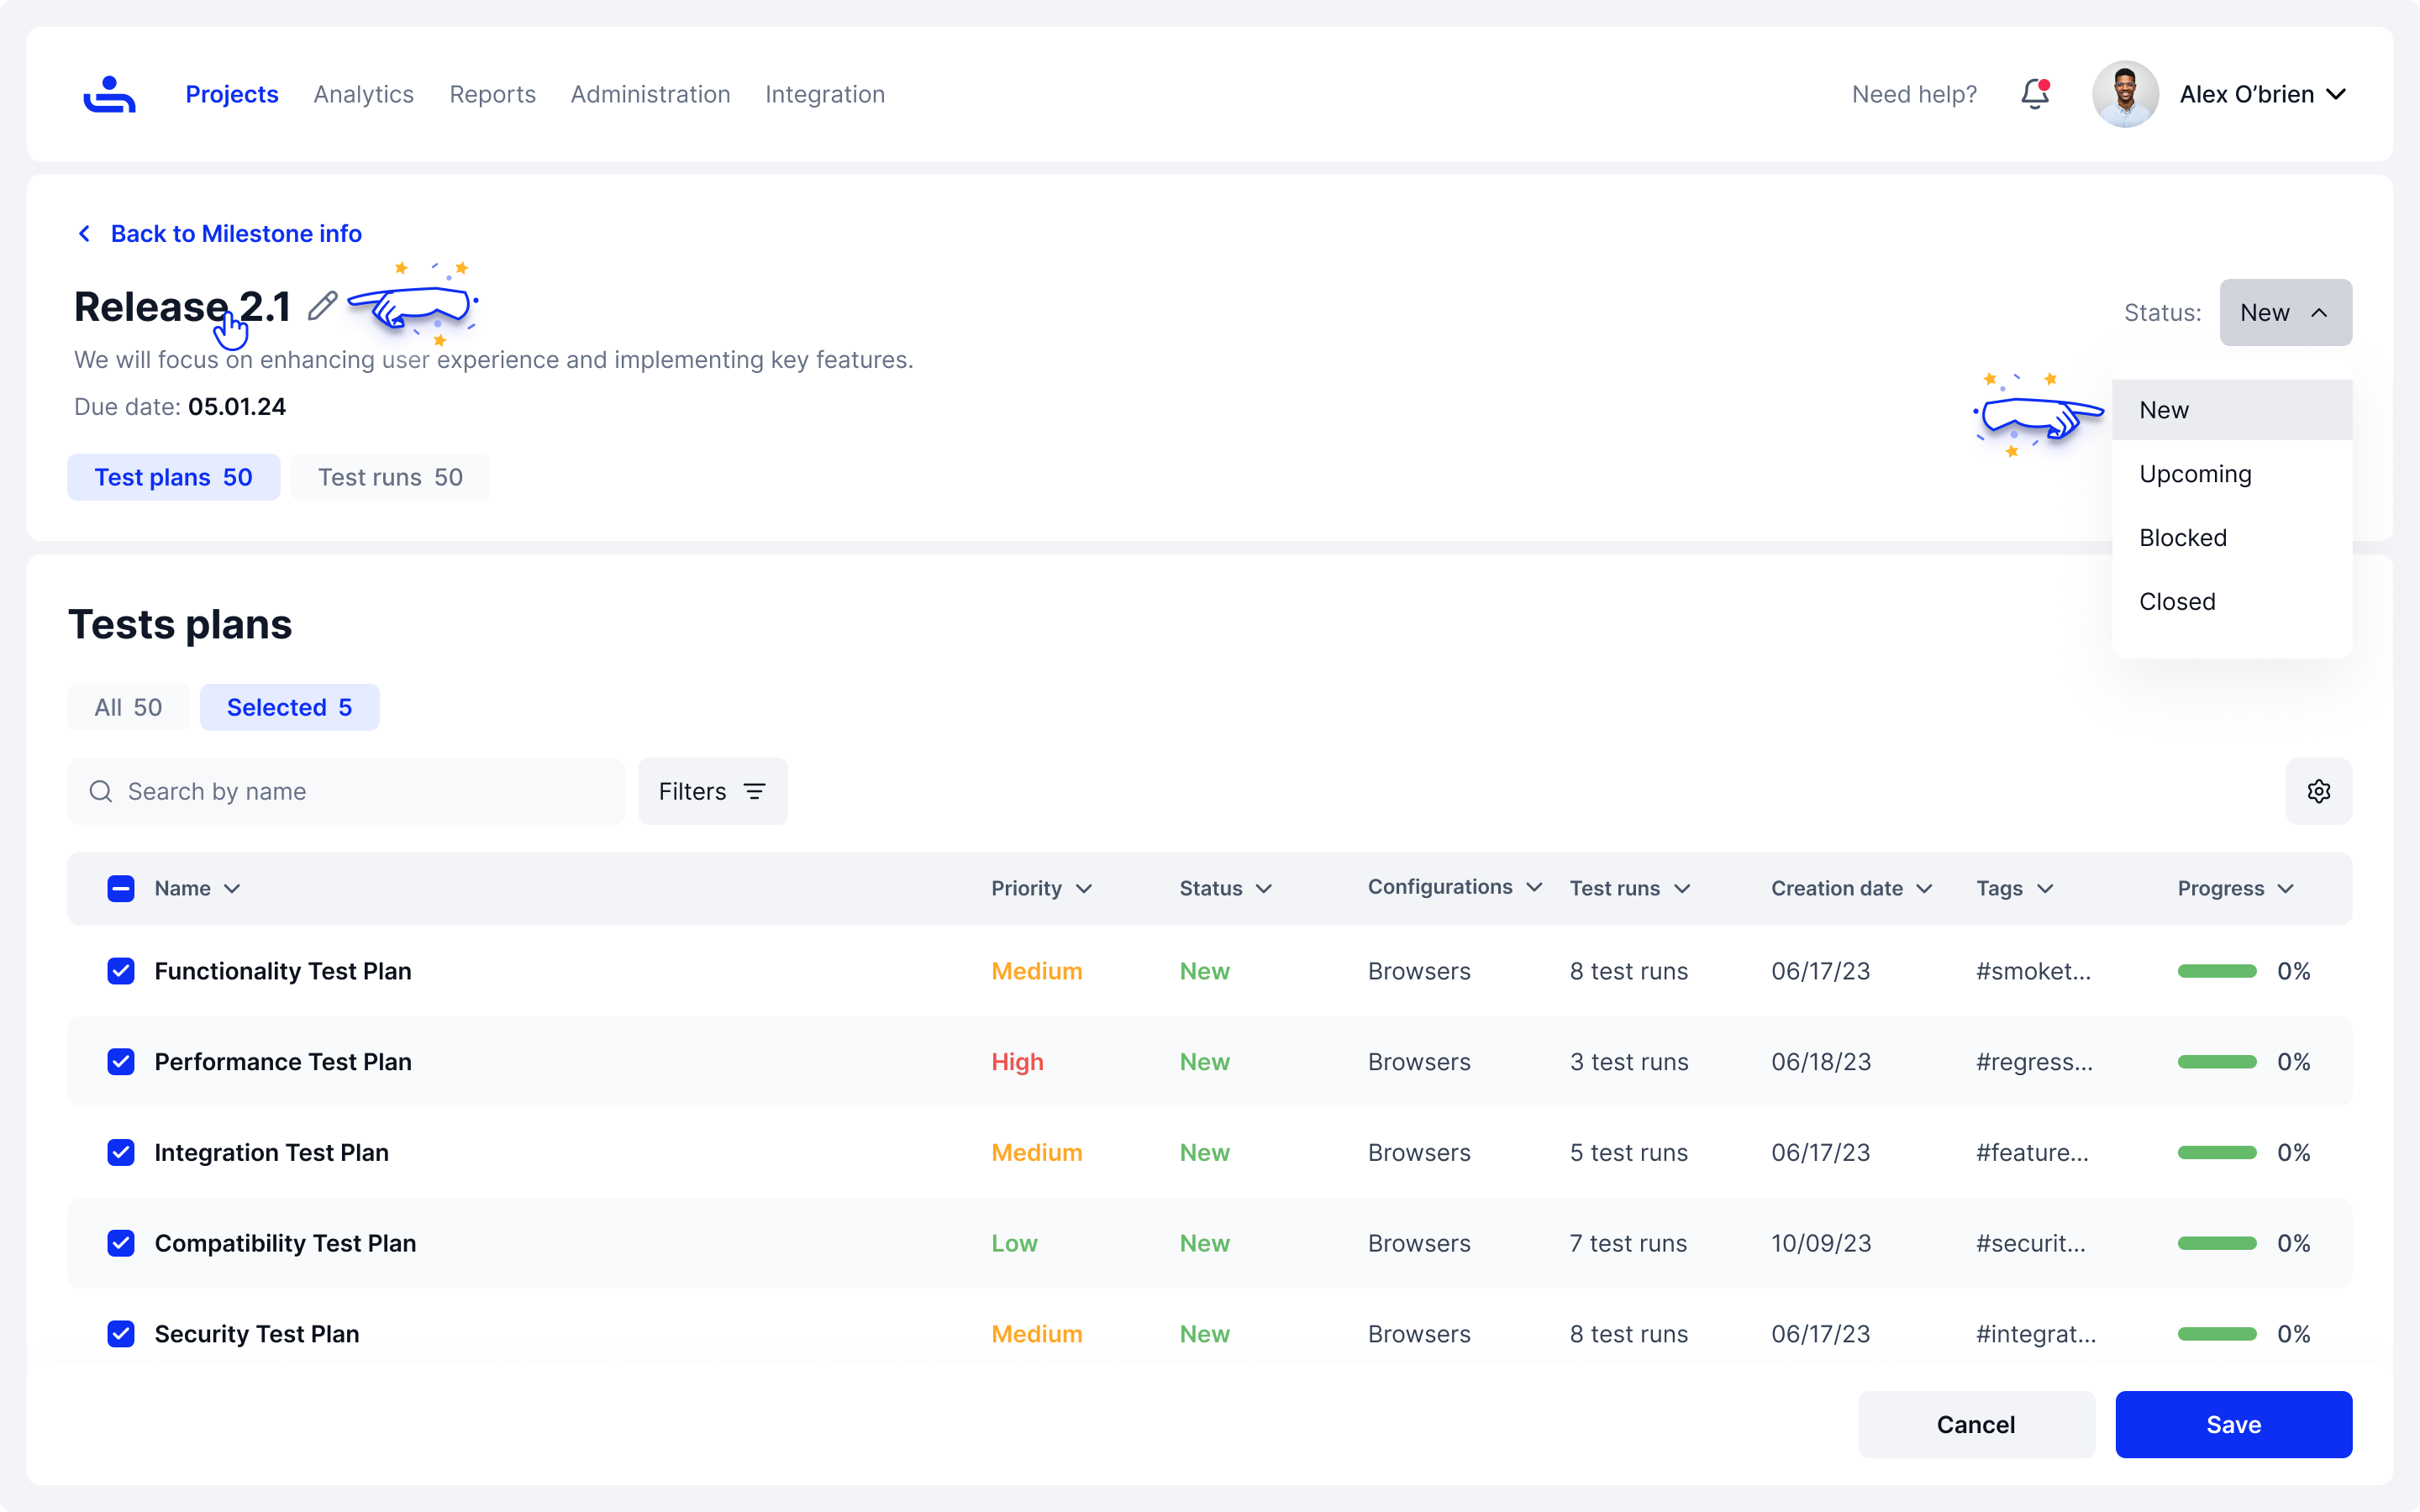 Projects Analytics Reports Administration Integration Need help? Alex O’brien
Back to Milestone info
Release 2.1
Status: New
We will focus on enhancing user experience and implementing key features.
Due date: 05.01.24
Test plans 50 Test runs 50
New
Upcoming
Blocked
Closed
Tests plans
All 50 Selected 5
Search by name Filters
Name Priority Status Configurations Test runs Creation date Tags Progress
Functionality Test Plan Medium New Browsers 8 test runs 06/17/23 #smoket... 0%
Performance Test Plan High New Browsers 3 test runs 06/18/23 #regress... 0%
Integration Test Plan Medium New Browsers 5 test runs 06/17/23 #feature... 0%
Compatibility Test Plan Low New Browsers 7 test runs 10/09/23 #securit... 0%
Security Test Plan Medium New Browsers 8 test runs 06/17/23 #integrat... 0%
Cancel Save